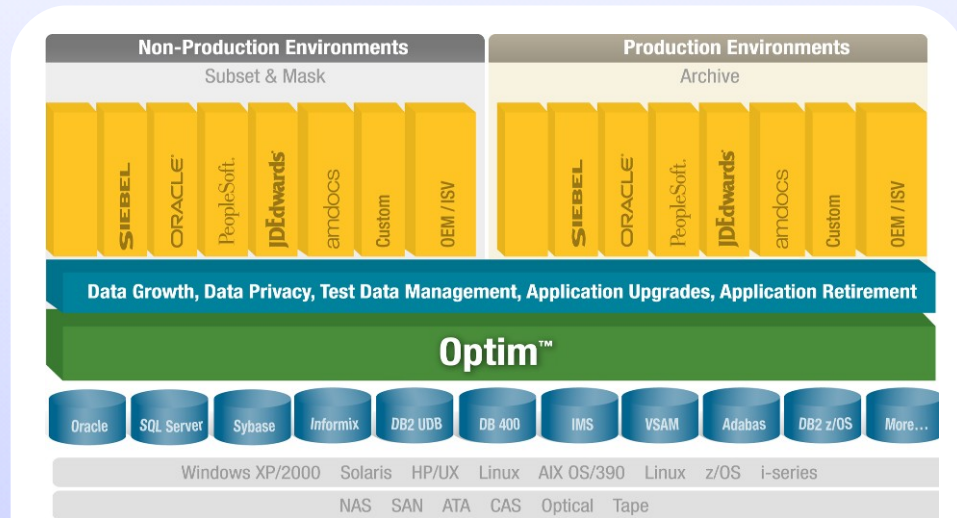 Non-Production Environments
Production Environments
Subset & Mask
Archive
SIEBEL
ORACLE®
PeopleSoft.
JDEdwards®
amdocs
Custom
OEM / ISV
SIEBEL
ORACLE®
PeopleSoft.
JDEdwards®
amdocs
Custom
OEM / ISV
Data Growth, Data Privacy, Test Data Management, Application Upgrades, Application Retirement
Optim™
Oracle SQL Server Sybase Informix DB2 UDB DB 400 IMS VSAM Adabas DB2 z/OS More...
Windows XP/2000 Solaris HP/UX Linux AIX OS/390 Linux z/OS i-series
NAS SAN ATA CAS Optical Tape